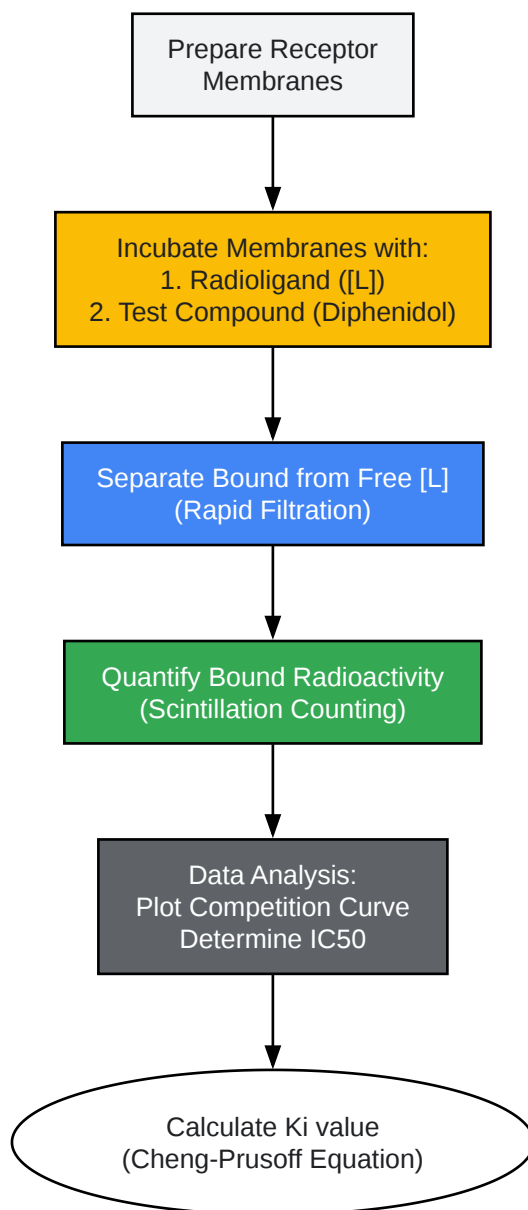 Prepare Receptor
Membranes
Incubate Membranes with:
1. Radioligand ([L])
2. Test Compound (Diphenidol)
Separate Bound from Free [L]
(Rapid Filtration)
Quantify Bound Radioactivity
(Scintillation Counting)
Data Analysis:
Plot Competition Curve
Determine IC50
Calculate Ki value
(Cheng-Prusoff Equation)